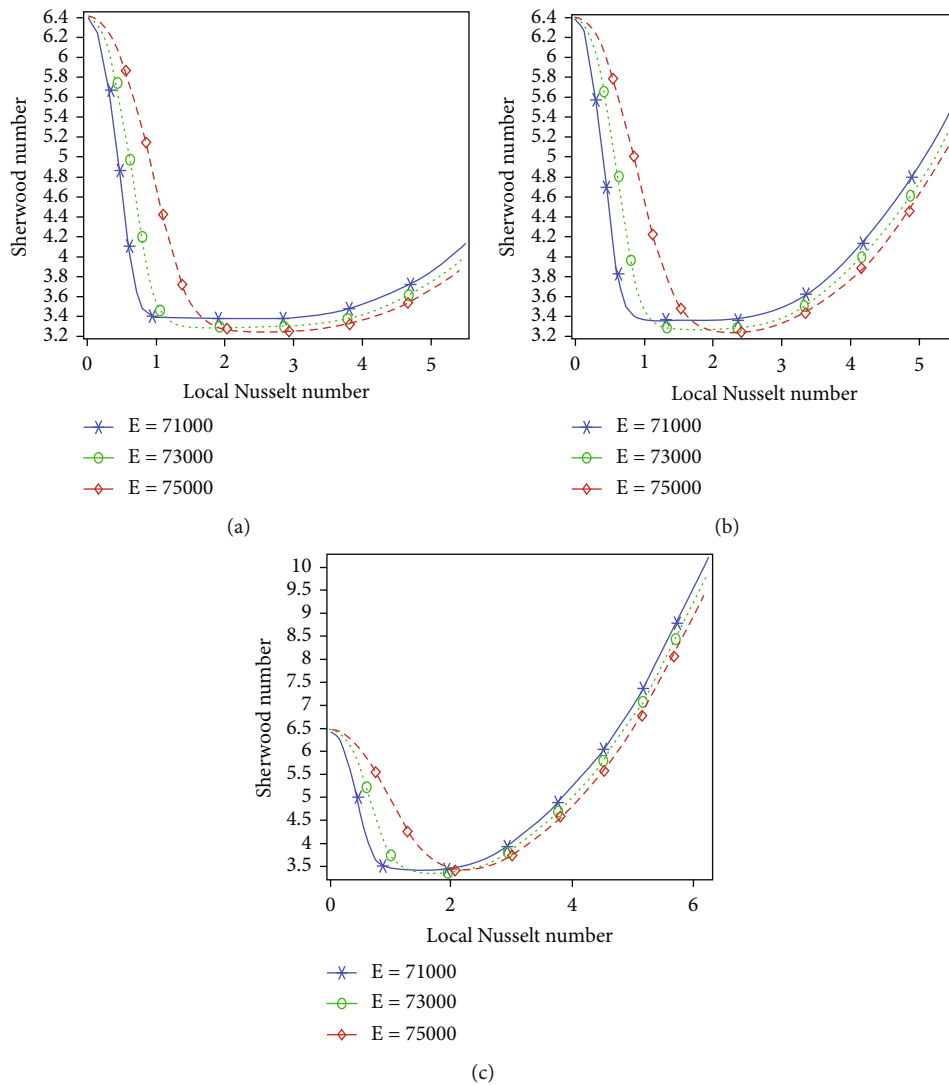 6.4
6.2
6
5.8
5.6
5.4
5.2
5
4.8
4.6
4.4
4.2
4
3.8
3.6
3.4
3.2
Sherwood number
0 1 2 3 4 5
Local Nusselt number
E = 71000
E = 73000
E = 75000
(a)
6.4
6.2
6
5.8
5.6
5.4
5.2
5
4.8
4.6
4.4
4.2
4
3.8
3.6
3.4
3.2
Sherwood number
0 1 2 3 4 5
Local Nusselt number
E = 71000
E = 73000
E = 75000
(b)
10
9.5
9
8.5
8
7.5
7
6.5
6
5.5
5
4.5
4
3.5
Sherwood number
0 2 4 6
Local Nusselt number
E = 71000
E = 73000
E = 75000
(c)